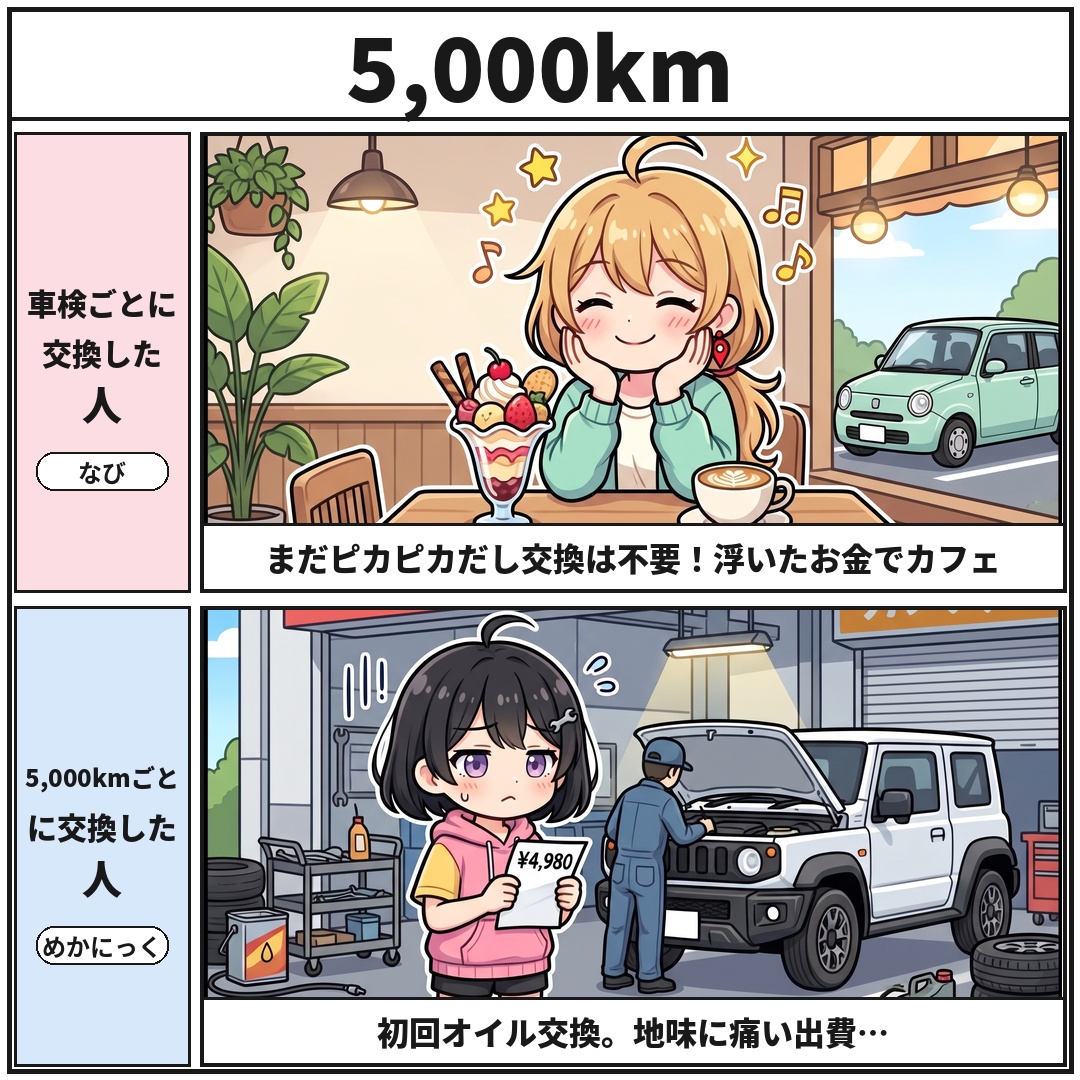 5,000km
車検ごとに
交換した
人
なび
まだピカピカだし交換は不要！浮いたお金でカフェ
5,000kmごと
に交換した
人
めかにっく
¥4,980
初回オイル交換。地味に痛い出費…